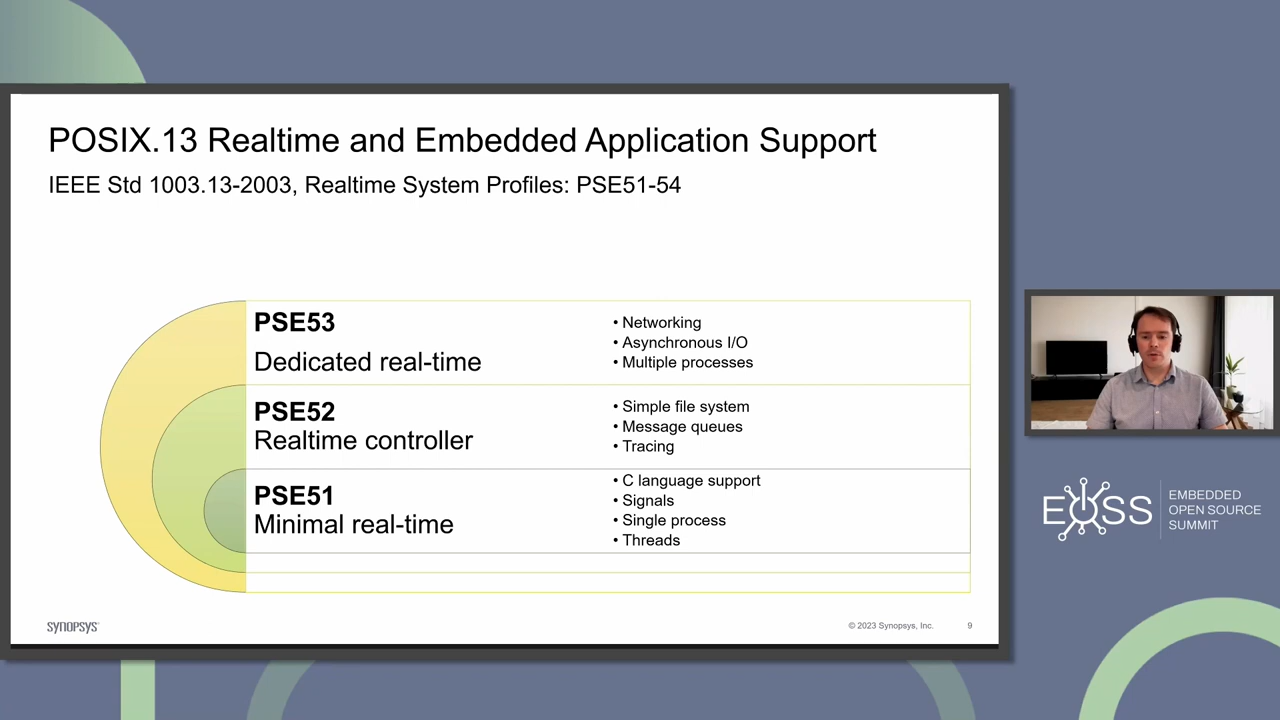 POSIX.13 Realtime and Embedded Application Support
IEEE Std 1003.13-2003, Realtime System Profiles: PSE51-54
PSE53
Dedicated real-time
• Networking
• Asynchronous I/O
• Multiple processes
PSE52
Realtime controller
• Simple file system
• Message queues
• Tracing
PSE51
Minimal real-time
• C language support
• Signals
• Single process
• Threads
SYNOPSYS®
© 2023 Synopsys, Inc.
9
EOSS
EMBEDDED
OPEN SOURCE
SUMMIT